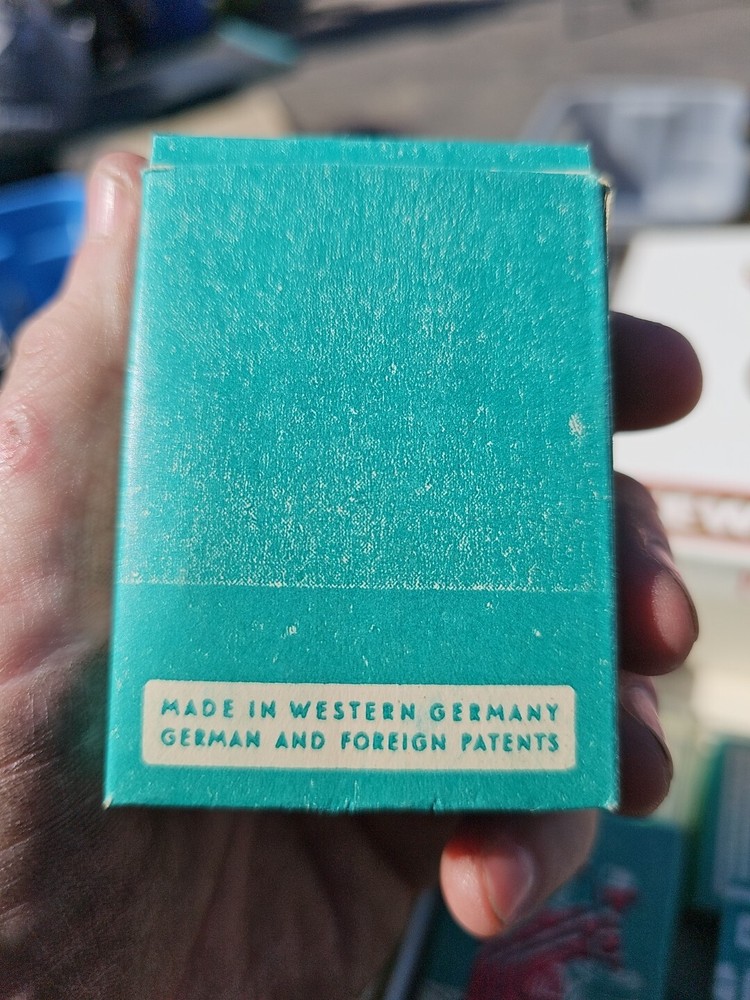 MADE IN WESTERN GERMANY
GERMAN AND FOREIGN PATENTS